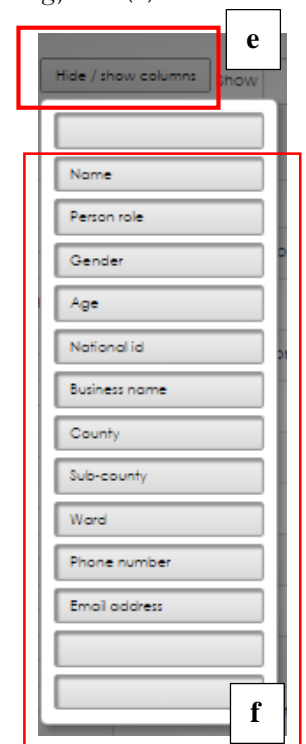 e
Hide / show columns
Show
Name
Person role
Gender
Age
National id
Business name
County
Sub-county
Ward
Phone number
Email address
f